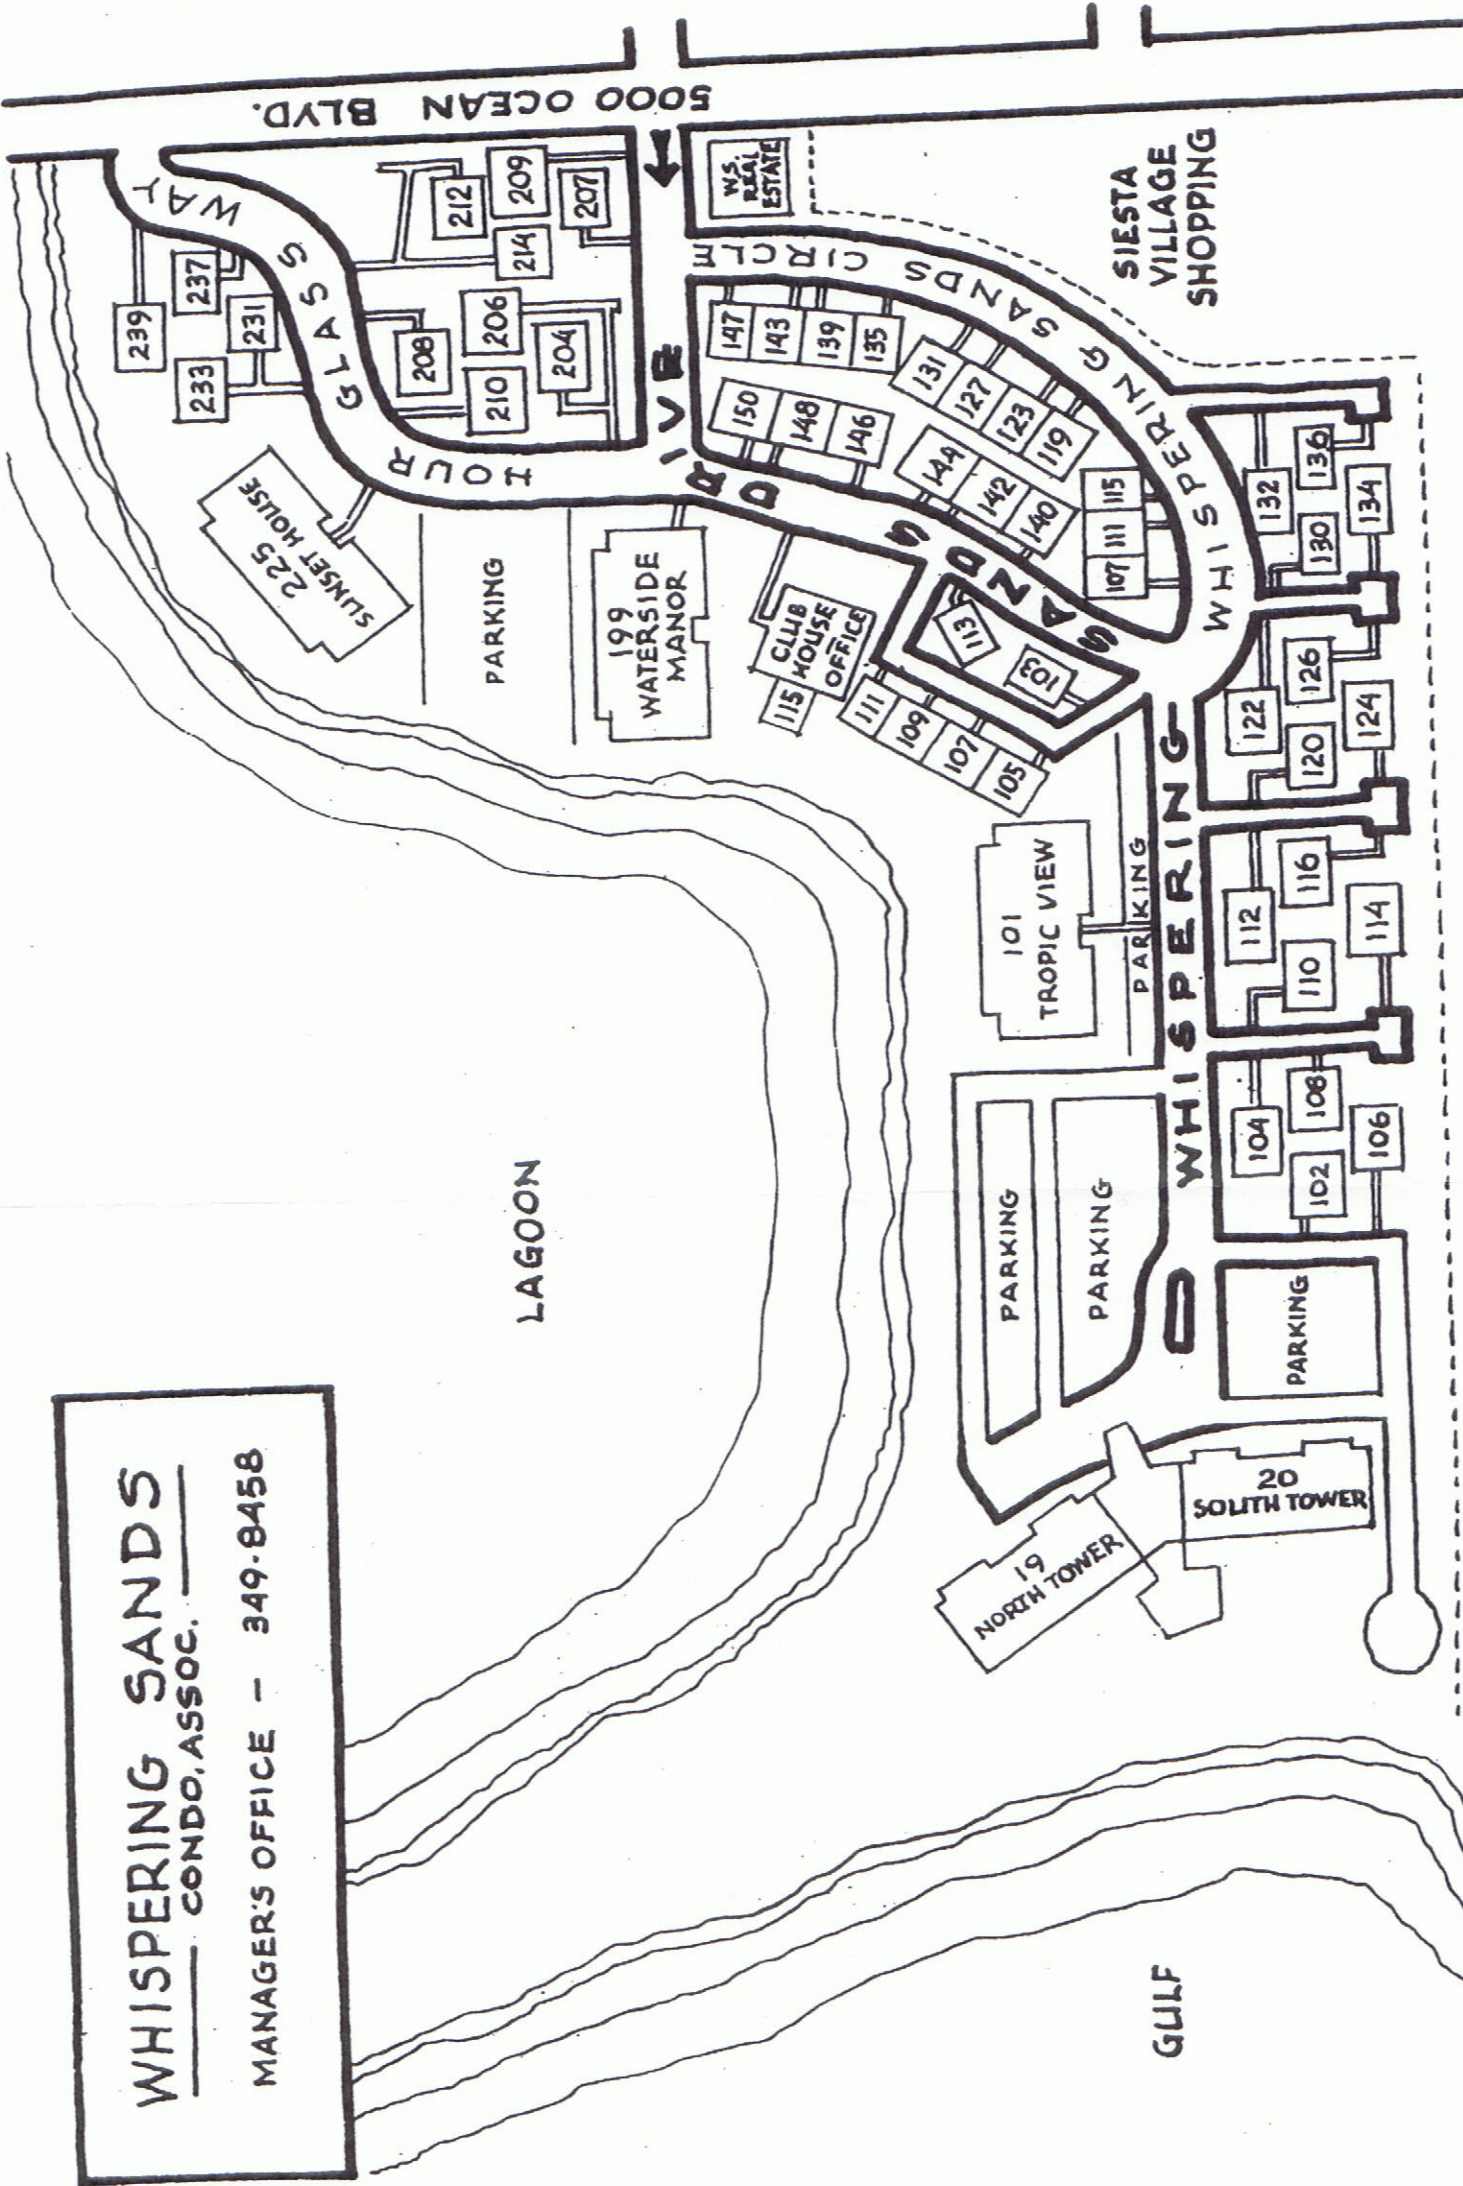 WHISPERING SANDS
CONDO. ASSOC.
MANAGER'S OFFICE - 349-8458
5000 OCEAN BLVD.
HOUR GLASS WAY
239
237
231
233
212
209
207
214
208
206
204
210
W.S.
REAL
ESTATE
SIESTA
VILLAGE
SHOPPING
WHISPERING SANDS CIRCLE
147
143
139
135
131
127
123
119
115
111
107
150
148
146
144
142
140
WHISPERING SANDS DRIVE
225
SUNSET HOUSE
PARKING
199
WATERSIDE
MANOR
CLUB
HOUSE
OFFICE
115
111
109
107
105
113
103
132
136
130
134
122
126
120
124
112
116
110
114
104
108
102
106
101
TROPIC VIEW
PARKING
PARKING
PARKING
PARKING
PARKING
19
NORTH TOWER
20
SOUTH TOWER
LAGOON
GULF